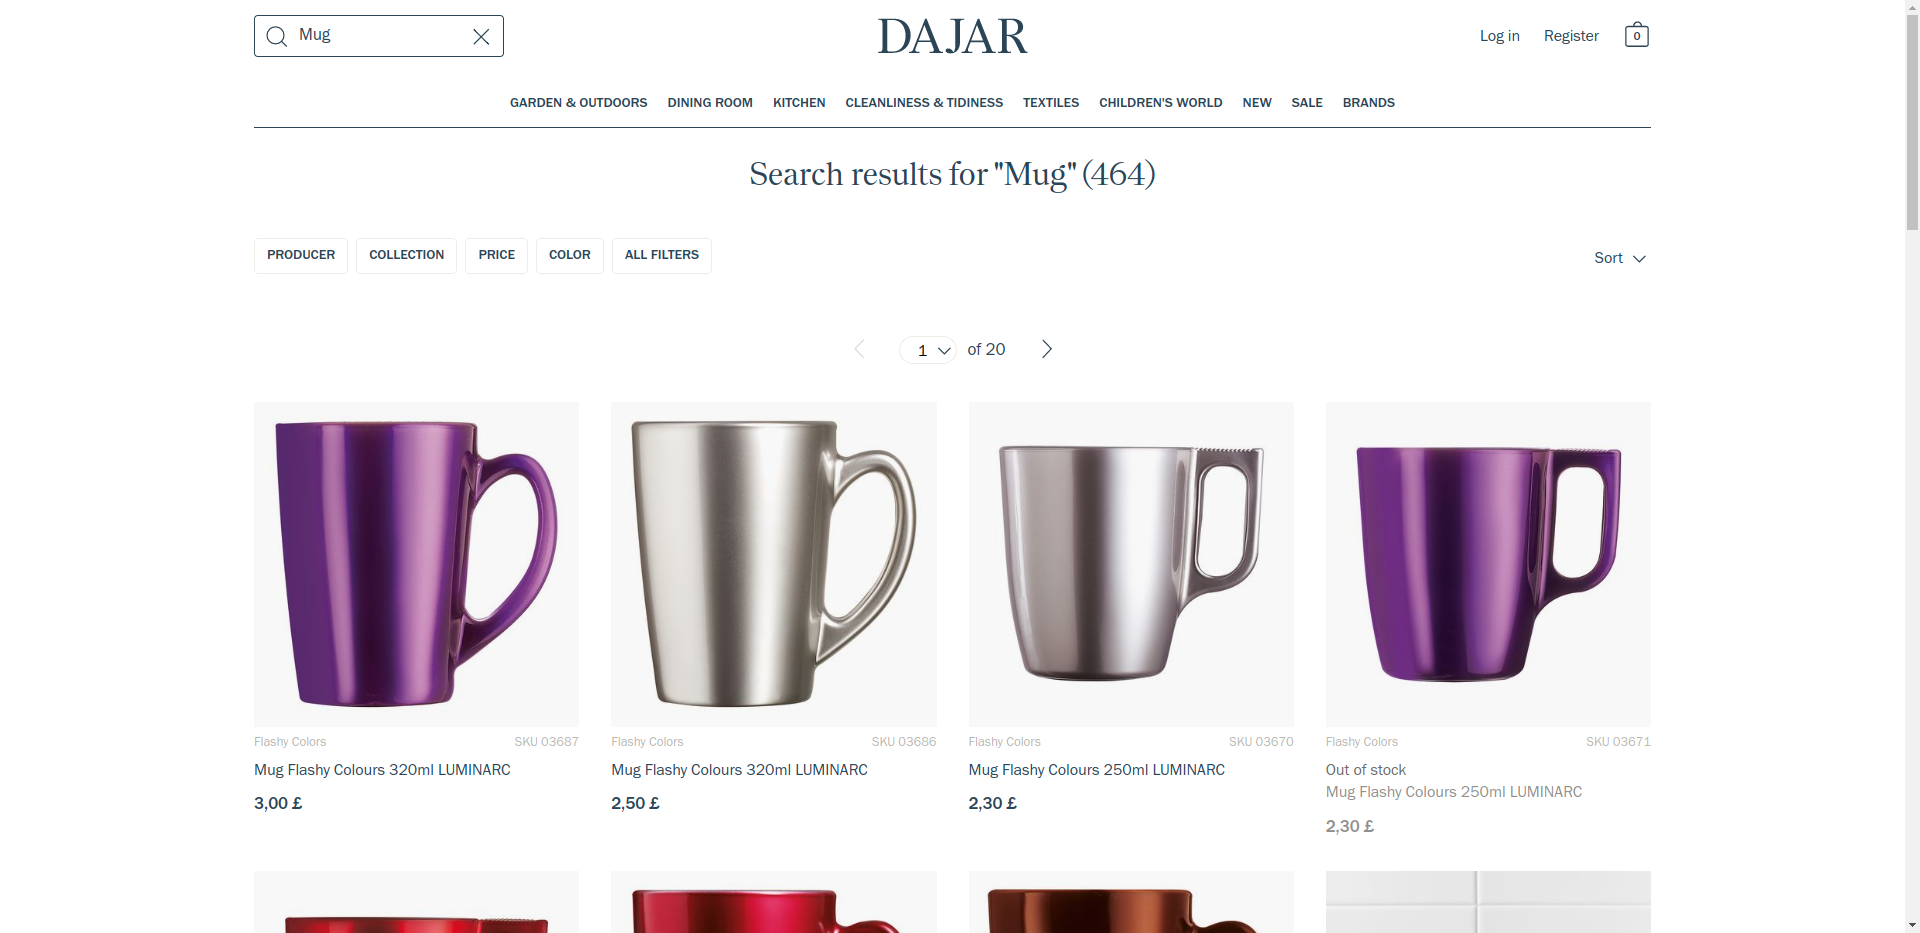 Mug
DAJAR
Log in
Register
0
GARDEN & OUTDOORS
DINING ROOM
KITCHEN
CLEANLINESS & TIDINESS
TEXTILES
CHILDREN'S WORLD
NEW
SALE
BRANDS
Search results for "Mug" (464)
PRODUCER
COLLECTION
PRICE
COLOR
ALL FILTERS
Sort
1
of 20
Flashy Colors
SKU 03687
Mug Flashy Colours 320ml LUMINARC
3,00 £
Flashy Colors
SKU 03686
Mug Flashy Colours 320ml LUMINARC
2,50 £
Flashy Colors
SKU 03670
Mug Flashy Colours 250ml LUMINARC
2,30 £
Flashy Colors
SKU 03671
Out of stock
Mug Flashy Colours 250ml LUMINARC
2,30 £